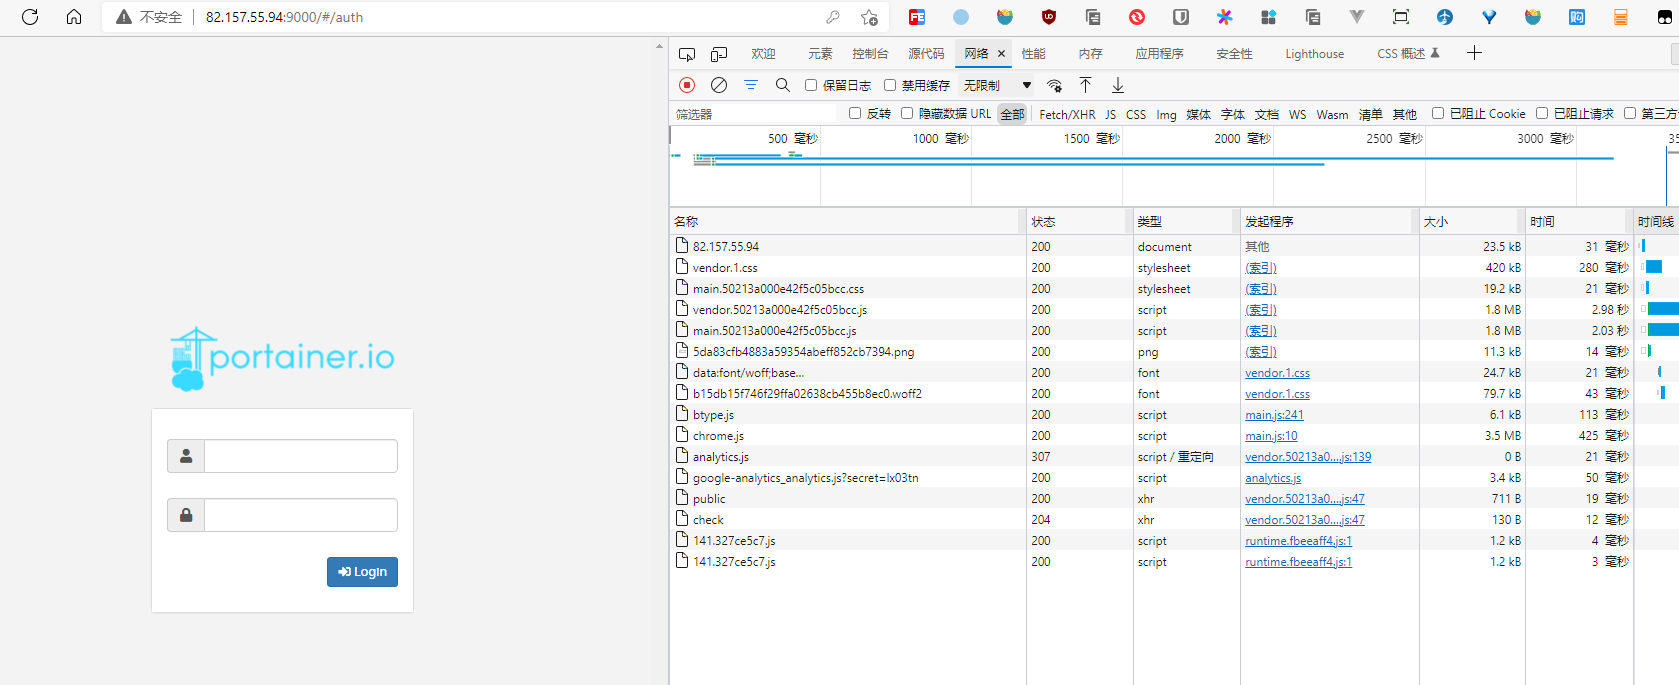 不安全 82.157.55.94:9000/#/auth
欢迎 元素 控制台 源代码 网络 性能 内存 应用程序 安全性 Lighthouse CSS 概述
保留日志 禁用缓存 无限制
筛选器 反转 隐藏数据 URL 全部 Fetch/XHR JS CSS Img 媒体 字体 文档 WS Wasm 清单 其他 已阻止 Cookie 已阻止请求 第三方
500 毫秒 1000 毫秒 1500 毫秒 2000 毫秒 2500 毫秒 3000 毫秒 35
名称 状态 类型 发起程序 大小 时间 时间线
82.157.55.94 200 document 其他 23.5 kB 31 毫秒
vendor.1.css 200 stylesheet (索引) 420 kB 280 毫秒
main.50213a000e42f5c05bcc.css 200 stylesheet (索引) 19.2 kB 21 毫秒
vendor.50213a000e42f5c05bcc.js 200 script (索引) 1.8 MB 2.98 秒
main.50213a000e42f5c05bcc.js 200 script (索引) 1.8 MB 2.03 秒
5da83cfb4883a59354abeff852cb7394.png 200 png (索引) 11.3 kB 14 毫秒
data:font/woff;base... 200 font vendor.1.css 24.7 kB 21 毫秒
b15db15f746f29ffa02638cb455b8ec0.woff2 200 font vendor.1.css 79.7 kB 43 毫秒
btype.js 200 script main.js:241 6.1 kB 113 毫秒
chrome.js 200 script main.js:10 3.5 MB 425 毫秒
analytics.js 307 script / 重定向 vendor.50213a0....js:139 0 B 21 毫秒
google-analytics_analytics.js?secret=lx03tn 200 script analytics.js 3.4 kB 50 毫秒
public 200 xhr vendor.50213a0....js:47 711 B 19 毫秒
check 204 xhr vendor.50213a0....js:47 130 B 12 毫秒
141.327ce5c7.js 200 script runtime.fbeeaff4.js:1 1.2 kB 4 毫秒
141.327ce5c7.js 200 script runtime.fbeeaff4.js:1 1.2 kB 3 毫秒
portainer.io
Login